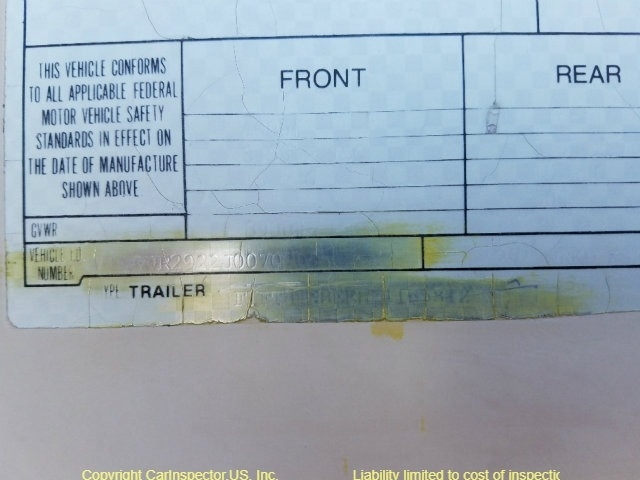 THIS VEHICLE CONFORMS
TO ALL APPLICABLE FEDERAL
MOTOR VEHICLE SAFETY
STANDARDS IN EFFECT ON
THE DATE OF MANUFACTURE
SHOWN ABOVE
FRONT
REAR
GVWR
VEHICLE I.D.
NUMBER
TRAILER
Copyright CarInspector.US, Inc.
Liability limited to cost of inspectio